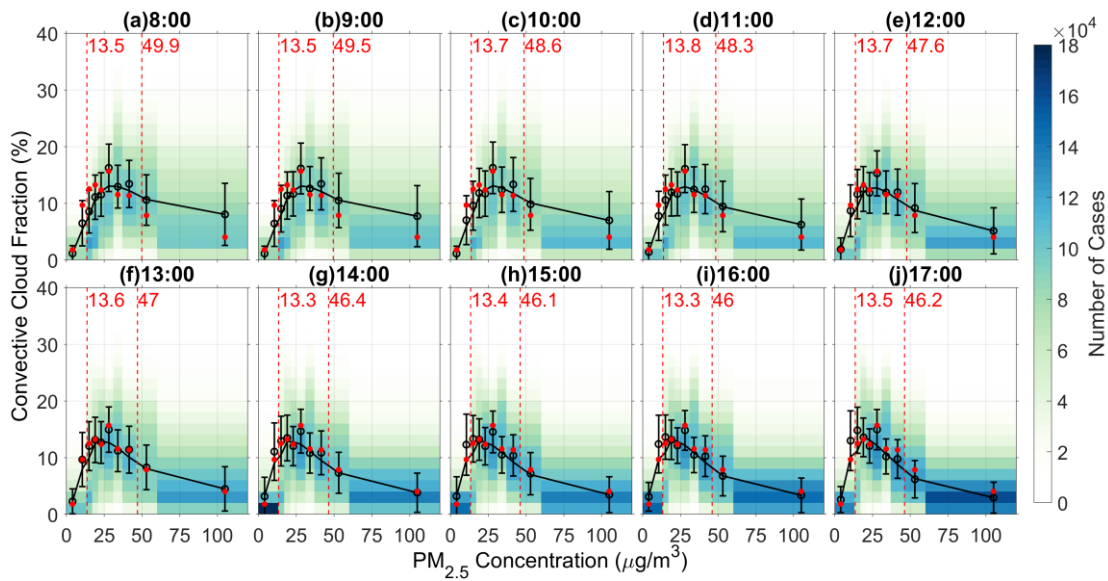 (a)8:00 (b)9:00 (c)10:00 (d)11:00 (e)12:00
13.5 49.9 13.5 49.5 13.7 48.6 13.8 48.3 13.7 47.6
40
30
20
10
0
(f)13:00 (g)14:00 (h)15:00 (i)16:00 (j)17:00
13.6 47 13.3 46.4 13.4 46.1 13.3 46 13.5 46.2
40
30
20
10
0
0 25 50 75 100 0 25 50 75 100 0 25 50 75 100 0 25 50 75 100 0 25 50 75 100
Convective Cloud Fraction (%)
PM2.5 Concentration (μg/m³)
×10⁴
18
16
14
12
10
8
6
4
2
0
Number of Cases